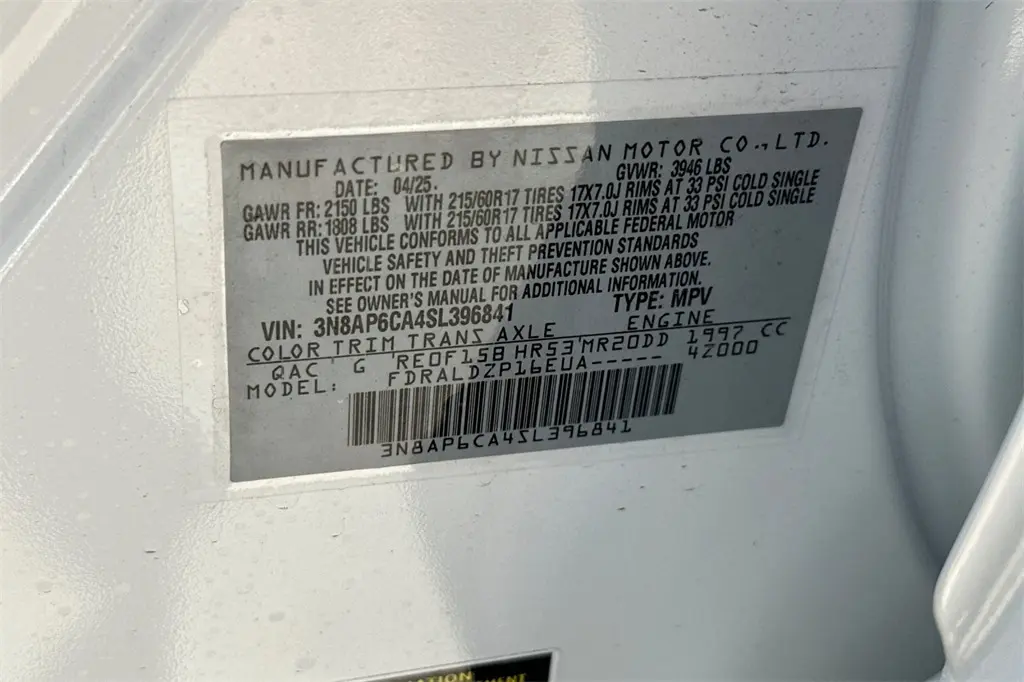 MANUFACTURED BY NISSAN MOTOR CO.,LTD.
DATE: 04/25. GVWR: 3946 LBS
GAWR FR: 2150 LBS WITH 215/60R17 TIRES 17X7.0J RIMS AT 33 PSI COLD SINGLE
GAWR RR: 1808 LBS WITH 215/60R17 TIRES 17X7.0J RIMS AT 33 PSI COLD SINGLE
THIS VEHICLE CONFORMS TO ALL APPLICABLE FEDERAL MOTOR
VEHICLE SAFETY AND THEFT PREVENTION STANDARDS
IN EFFECT ON THE DATE OF MANUFACTURE SHOWN ABOVE.
SEE OWNER'S MANUAL FOR ADDITIONAL INFORMATION.
VIN: 3N8AP6CA4SL396841 TYPE: MPV
COLOR TRIM TRANS AXLE ENGINE
QAC G RE0F15B HR53 MR20DD 1997 CC
MODEL: FDRALDZP16EUA----- 4Z000
3N8AP6CA4SL396841